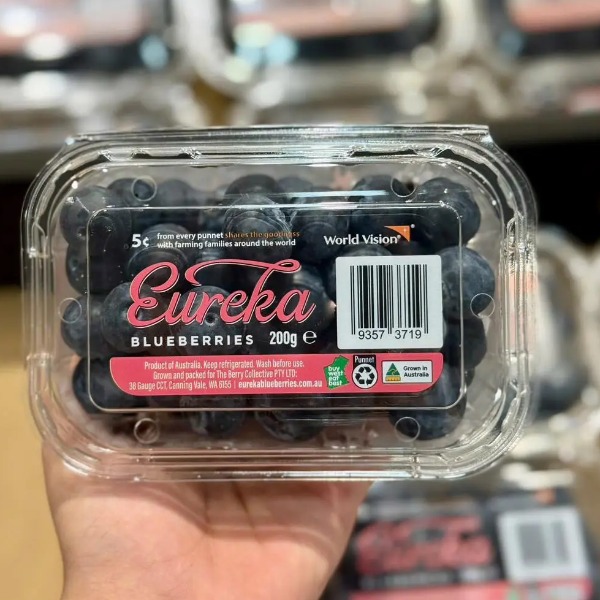 5¢ from every punnet shares the goodness
with farming families around the world
World Vision
Eureka
BLUEBERRIES 200g ℮
9357 3719
Product of Australia. Keep refrigerated. Wash before use.
Grown and packed for The Berry Collective PTY LTD:
38 Gauge CCT, Canning Vale, WA 6155 | eurekablueberries.com.au
buy
west
eat
best
Punnet
Grown in
Australia
Eureka